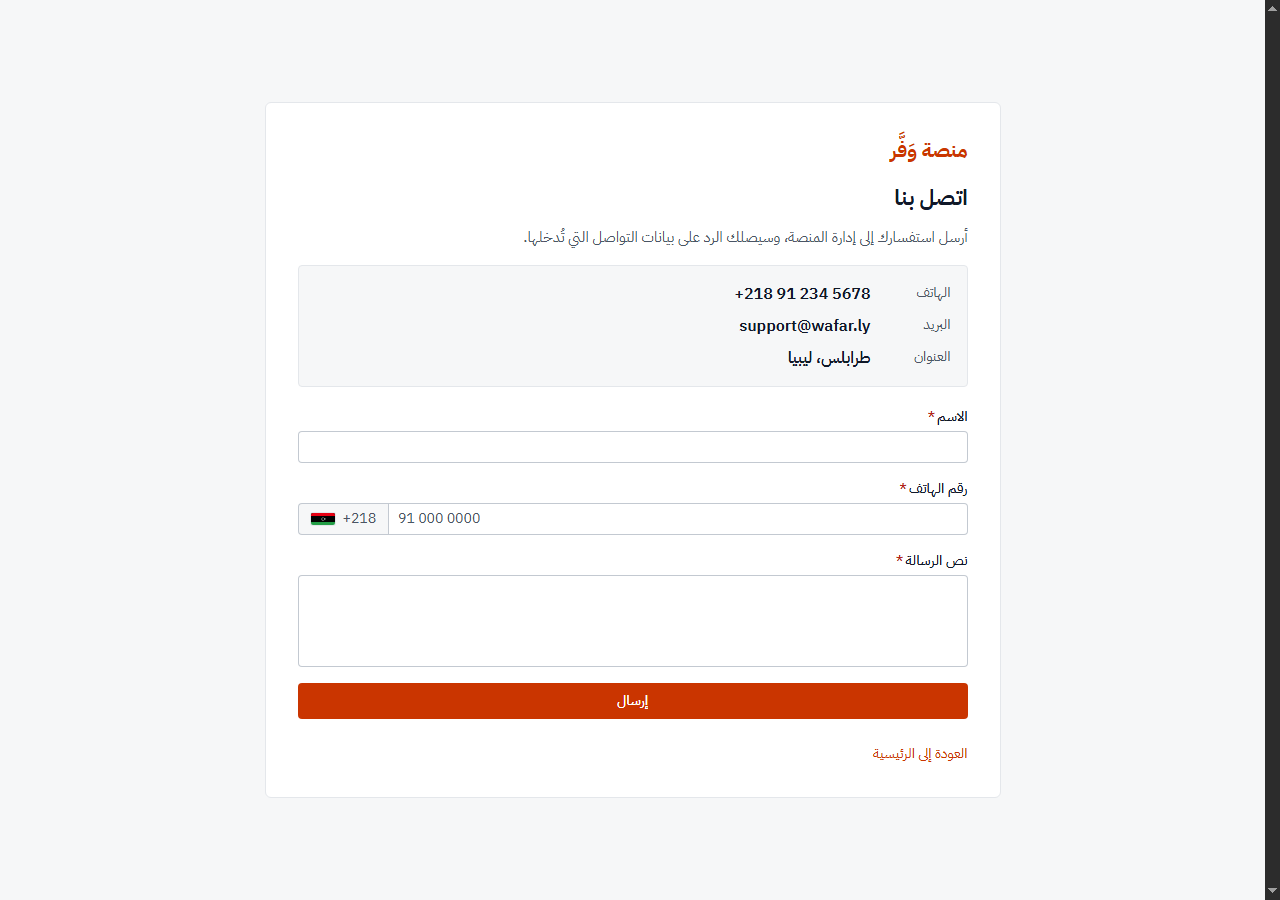 منصة وَفَّر
اتصل بنا
أرسل استفسارك إلى إدارة المنصة، وسيصلك الرد على بيانات التواصل التي تُدخلها.
الهاتف +218 91 234 5678
البريد support@wafar.ly
العنوان طرابلس، ليبيا
الاسم *
رقم الهاتف *
+218 91 000 0000
نص الرسالة *
إرسال
العودة إلى الرئيسية